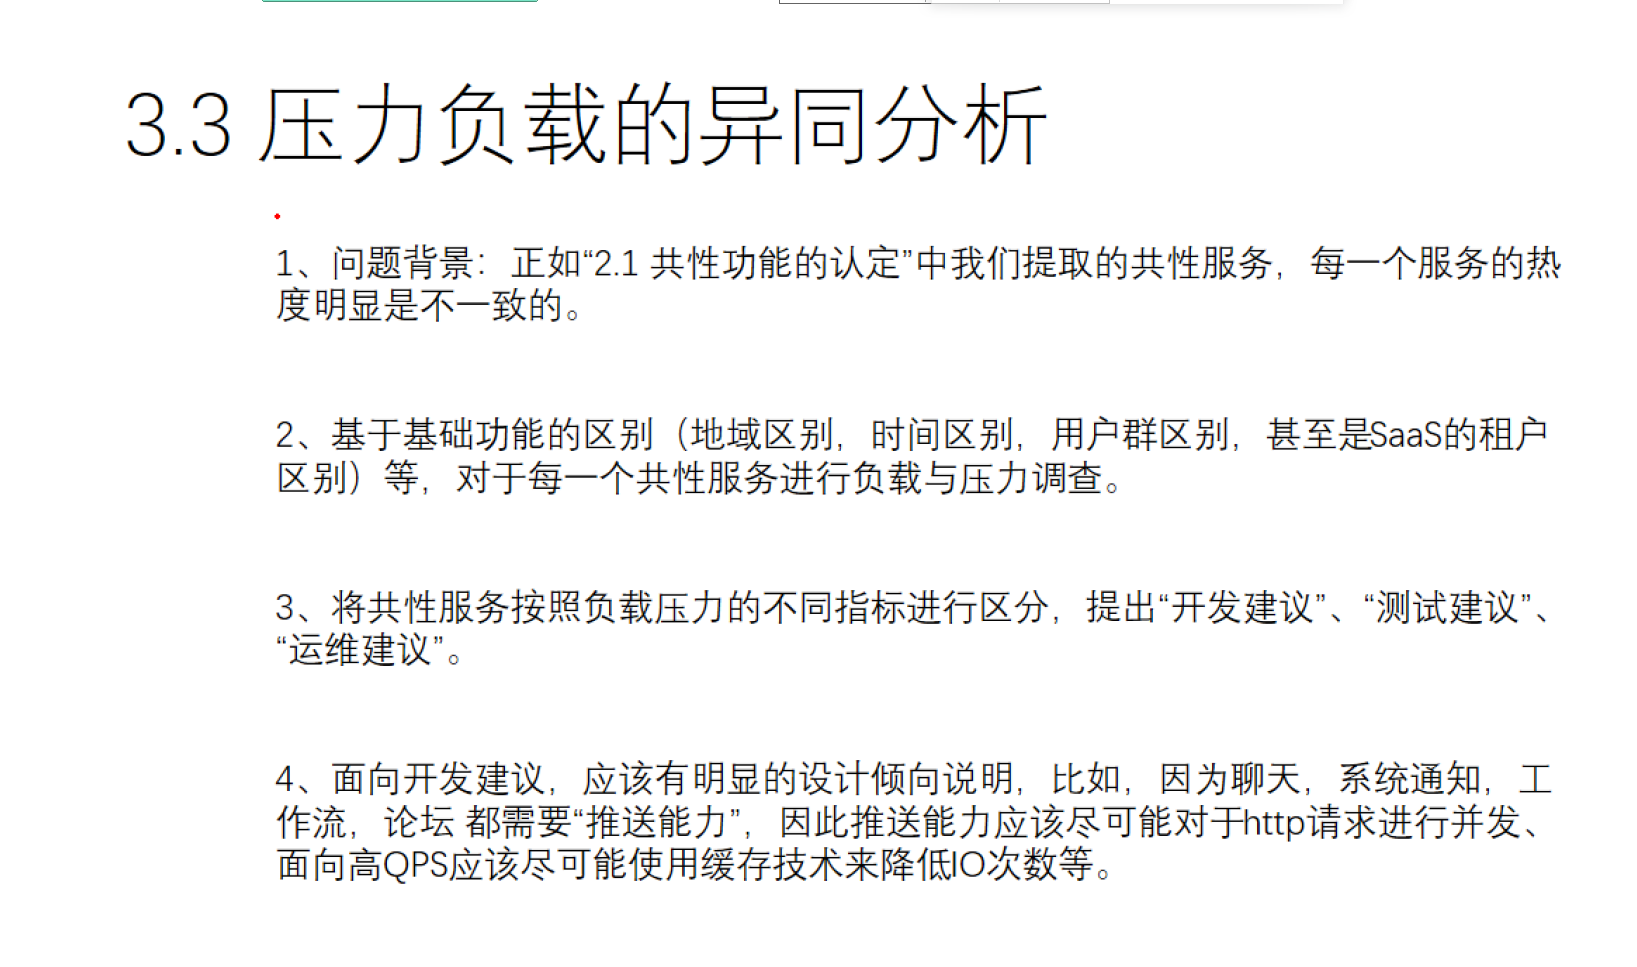 3.3 压力负载的异同分析
1、问题背景：正如“2.1 共性功能的认定”中我们提取的共性服务，每一个服务的热
度明显是不一致的。
2、基于基础功能的区别（地域区别，时间区别，用户群区别，甚至是SaaS的租户
区别）等，对于每一个共性服务进行负载与压力调查。
3、将共性服务按照负载压力的不同指标进行区分，提出“开发建议”、“测试建议”、
“运维建议”。
4、面向开发建议，应该有明显的设计倾向说明，比如，因为聊天，系统通知，工
作流，论坛 都需要“推送能力”，因此推送能力应该尽可能对于http请求进行并发、
面向高QPS应该尽可能使用缓存技术来降低IO次数等。